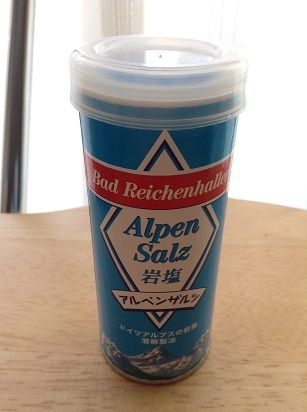 Bad Reichenhaller
Alpen
Salz
岩塩
アルペンザルツ
ドイツアルプスの岩塩
溶解製法